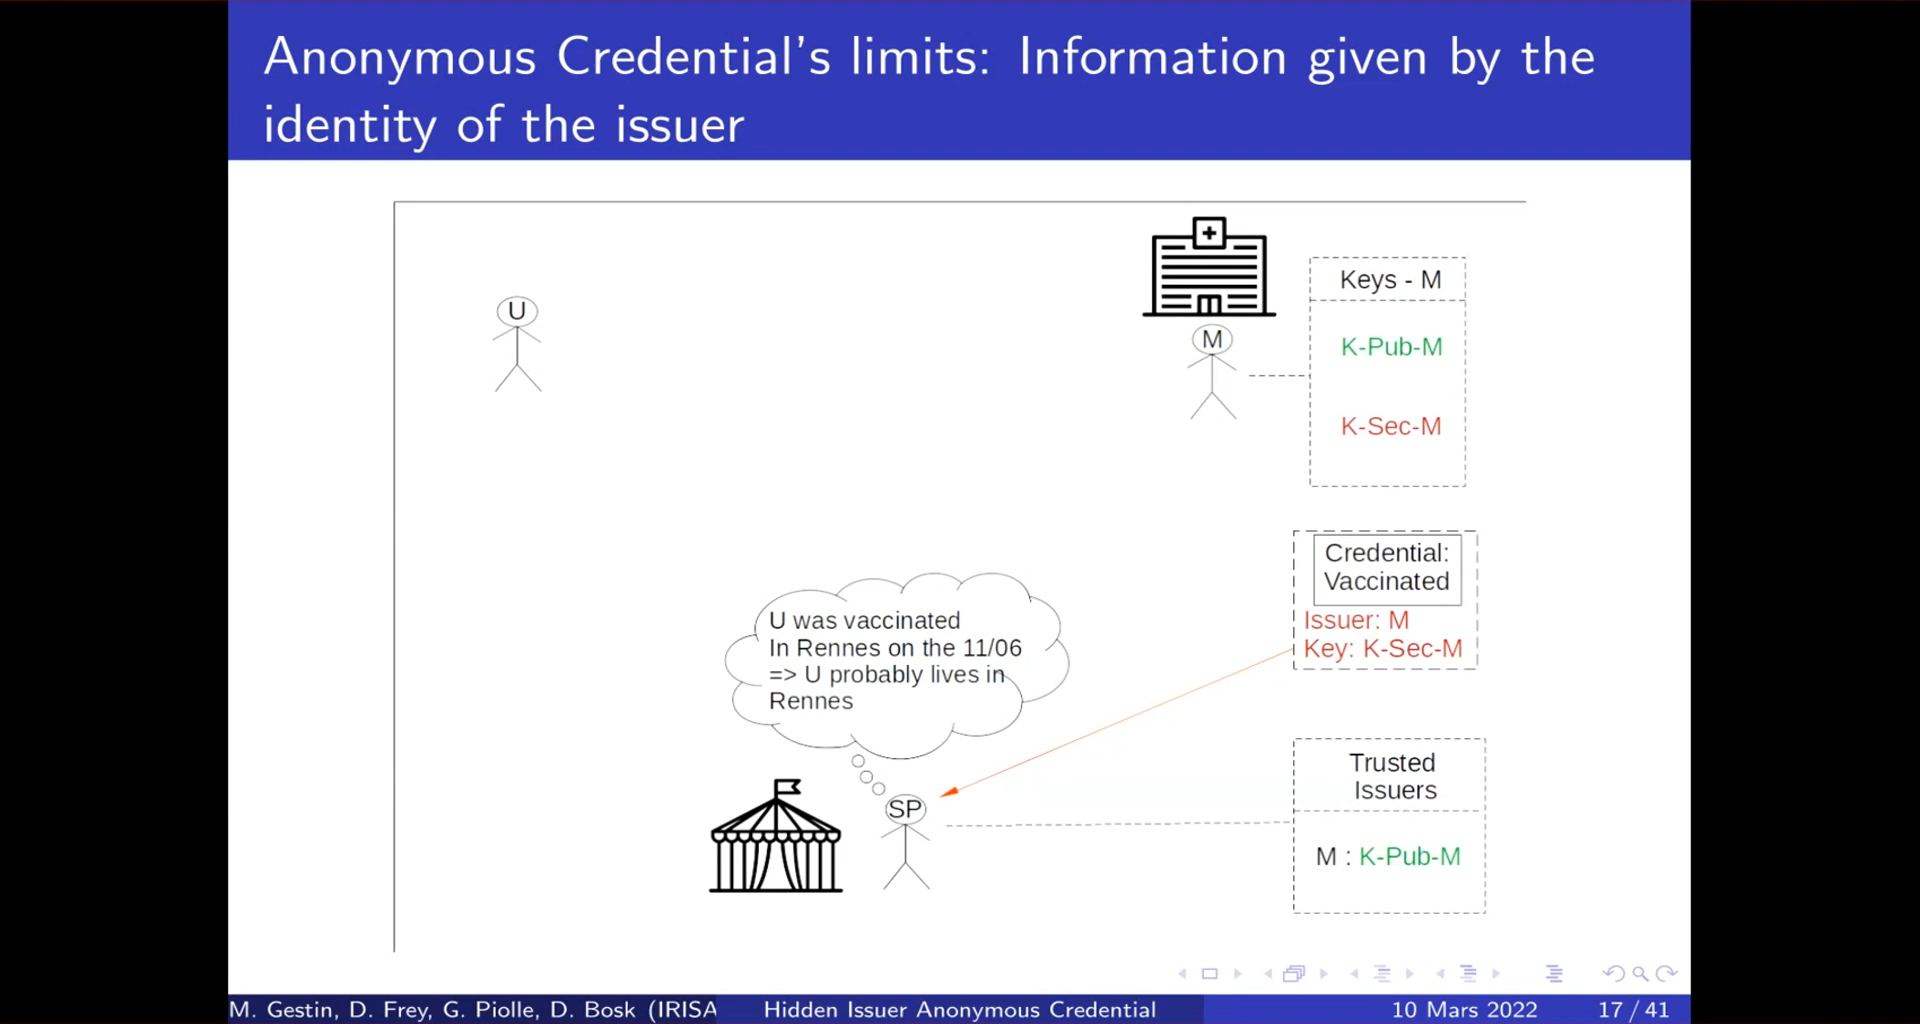 Anonymous Credential's limits: Information given by the
identity of the issuer
U
M
Keys - M
K-Pub-M
K-Sec-M
Credential:
Vaccinated
Issuer: M
Key: K-Sec-M
U was vaccinated
In Rennes on the 11/06
=> U probably lives in
Rennes
SP
Trusted
Issuers
M : K-Pub-M
M. Gestin, D. Frey, G. Piolle, D. Bosk (IRISA
Hidden Issuer Anonymous Credential
10 Mars 2022
17 / 41